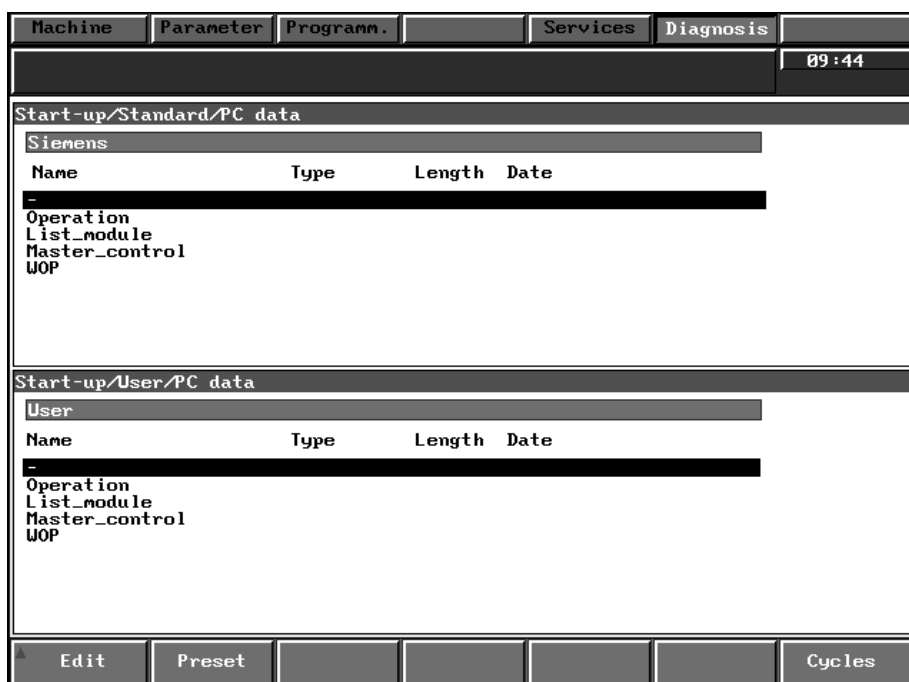 Machine Parameter Programm. Services Diagnosis
09:44
Start-up/Standard/PC data
Siemens
Name Type Length Date
-
Operation
List_module
Master_control
WOP
Start-up/User/PC data
User
Name Type Length Date
-
Operation
List_module
Master_control
WOP
Edit Preset Cycles